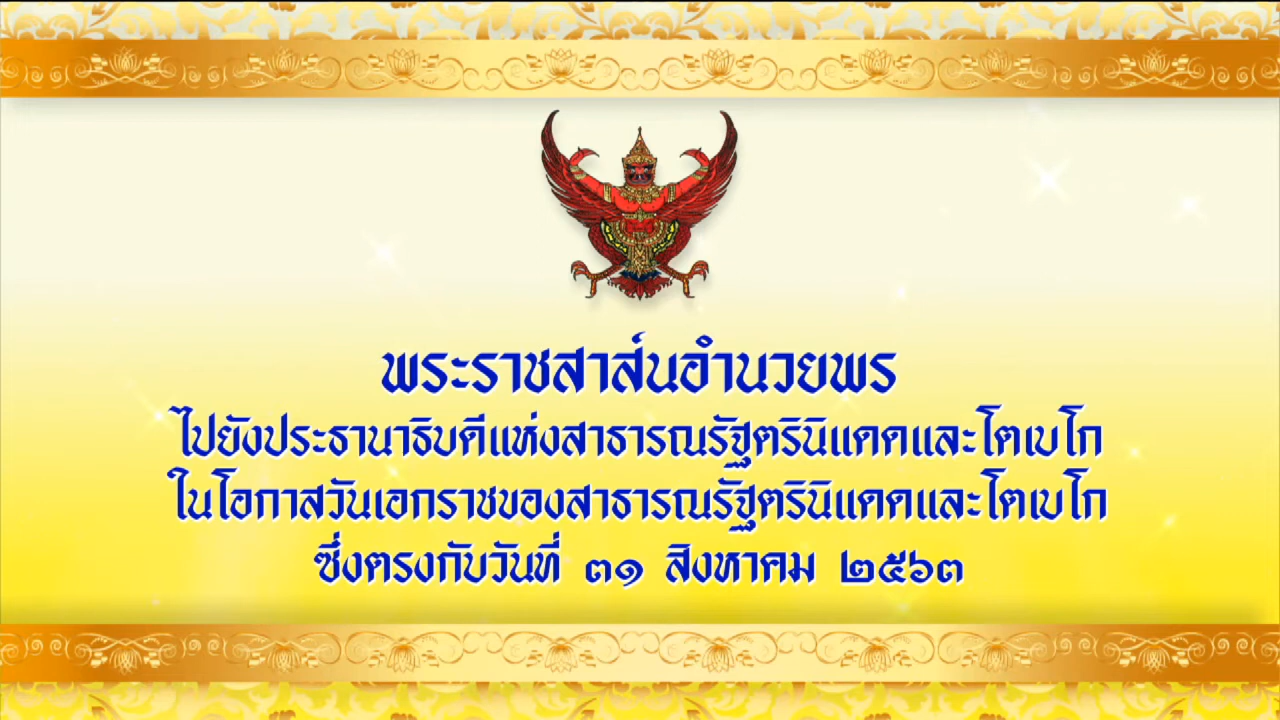 พระราชสาส์นอำนวยพร
ไปยังประธานาธิบดีแห่งสาธารณรัฐตรินิแดดและโตเบโก
ในโอกาสวันเอกราชของสาธารณรัฐตรินิแดดและโตเบโก
ซึ่งตรงกับวันที่ ๓๑ สิงหาคม ๒๕๖๓